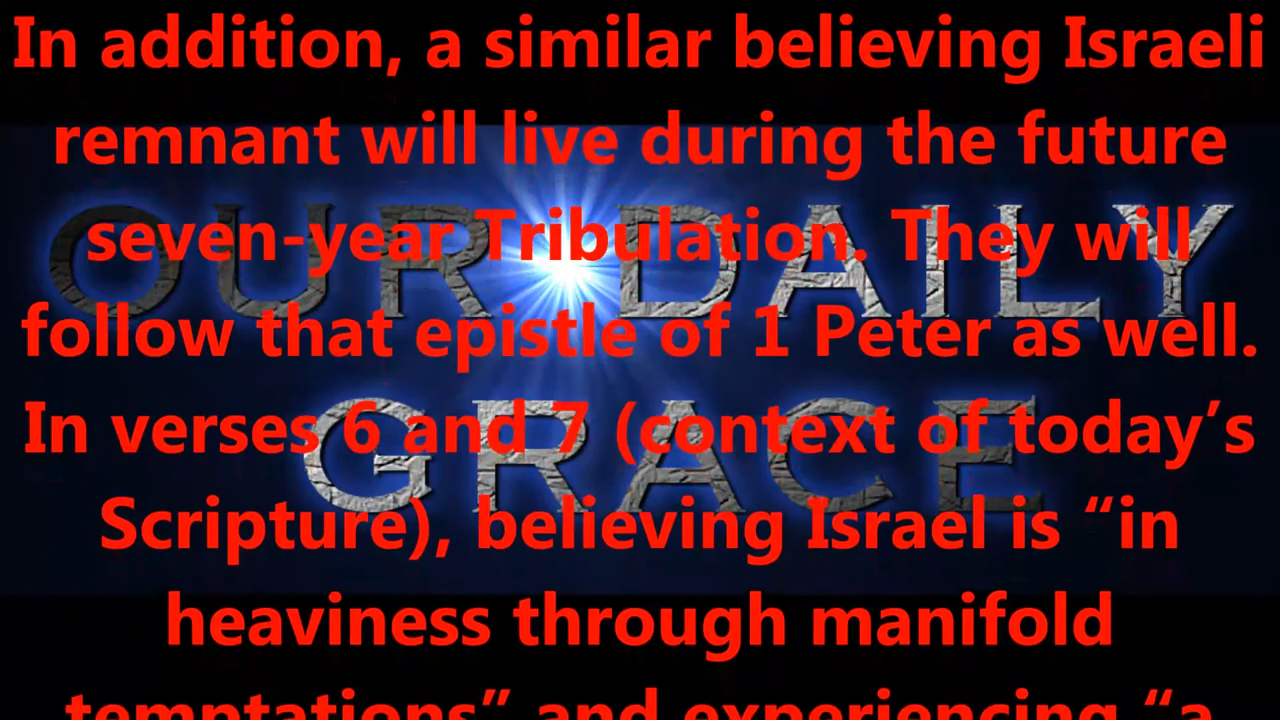 In addition, a similar believing Israeli
remnant will live during the future
seven-year Tribulation. They will
follow that epistle of 1 Peter as well.
In verses 6 and 7 (context of today’s
Scripture), believing Israel is “in
heaviness through manifold
temptations” and experiencing “a
OUR DAILY
GRACE